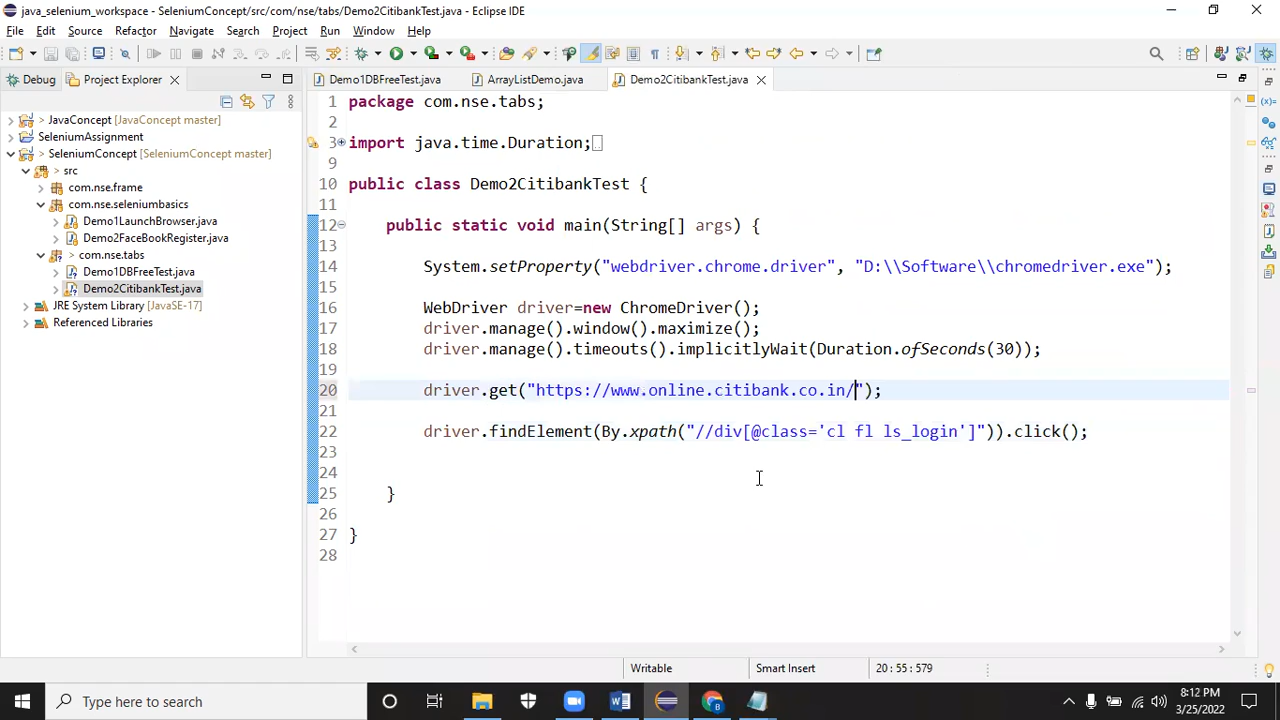 java_selenium_workspace - SeleniumConcept/src/com/nse/tabs/Demo2CitibankTest.java - Eclipse IDE
File Edit Source Refactor Navigate Search Project Run Window Help
Debug Project Explorer
Demo1DBFreeTest.java ArrayListDemo.java Demo2CitibankTest.java
JavaConcept [JavaConcept master]
SeleniumAssignment
SeleniumConcept [SeleniumConcept master]
src
com.nse.frame
com.nse.seleniumbasics
Demo1LaunchBrowser.java
Demo2FaceBookRegister.java
com.nse.tabs
Demo1DBFreeTest.java
Demo2CitibankTest.java
JRE System Library [JavaSE-17]
Referenced Libraries
1 package com.nse.tabs;
2
3 import java.time.Duration;
9
10 public class Demo2CitibankTest {
11
12 public static void main(String[] args) {
13
14 System.setProperty("webdriver.chrome.driver", "D:\\Software\\chromedriver.exe");
15
16 WebDriver driver=new ChromeDriver();
17 driver.manage().window().maximize();
18 driver.manage().timeouts().implicitlyWait(Duration.ofSeconds(30));
19
20 driver.get("https://www.online.citibank.co.in/");
21
22 driver.findElement(By.xpath("//div[@class='cl fl ls_login']")).click();
23
24
25 }
26
27 }
28
Writable Smart Insert 20 : 55 : 579
Type here to search
8:12 PM
3/25/2022